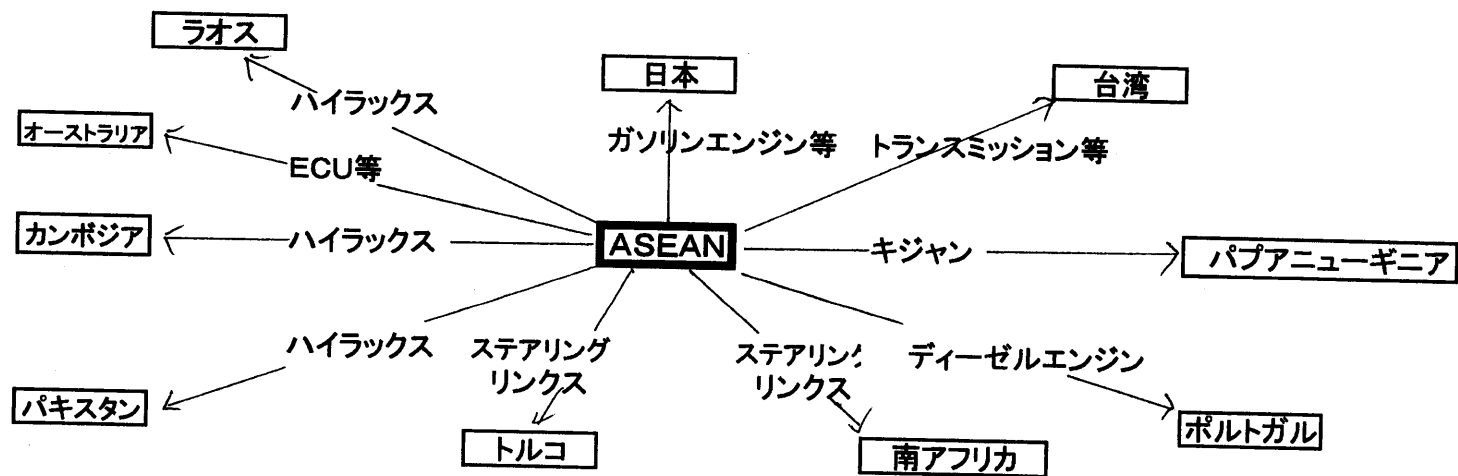 ラオス
日本
台湾
ハイラックス
オーストラリア
ガソリンエンジン等
トランスミッション等
ECU等
カンボジア
ハイラックス
ASEAN
キジャン
パプアニューギニア
ハイラックス
ステアリング
リンクス
ステアリング
リンクス
ディーゼルエンジン
パキスタン
トルコ
南アフリカ
ポルトガル